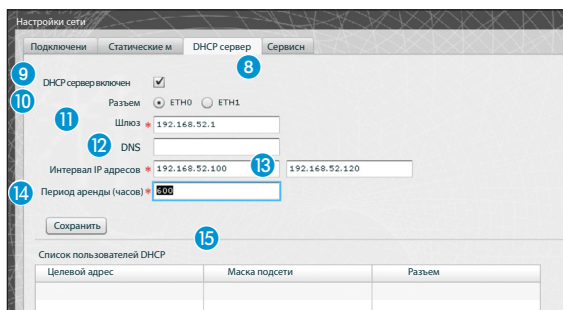 Настройки сети
Подключени Статические м DHCP сервер Сервисн
8
9 DHCP сервер включен
10 Разъем ETH0 ETH1
11 Шлюз * 192.168.52.1
12 DNS
Интервал IP адресов * 192.168.52.100 13 192.168.52.120
14 Период аренды (часов) * 600
Сохранить
15
Список пользователей DHCP
Целевой адрес Маска подсети Разъем